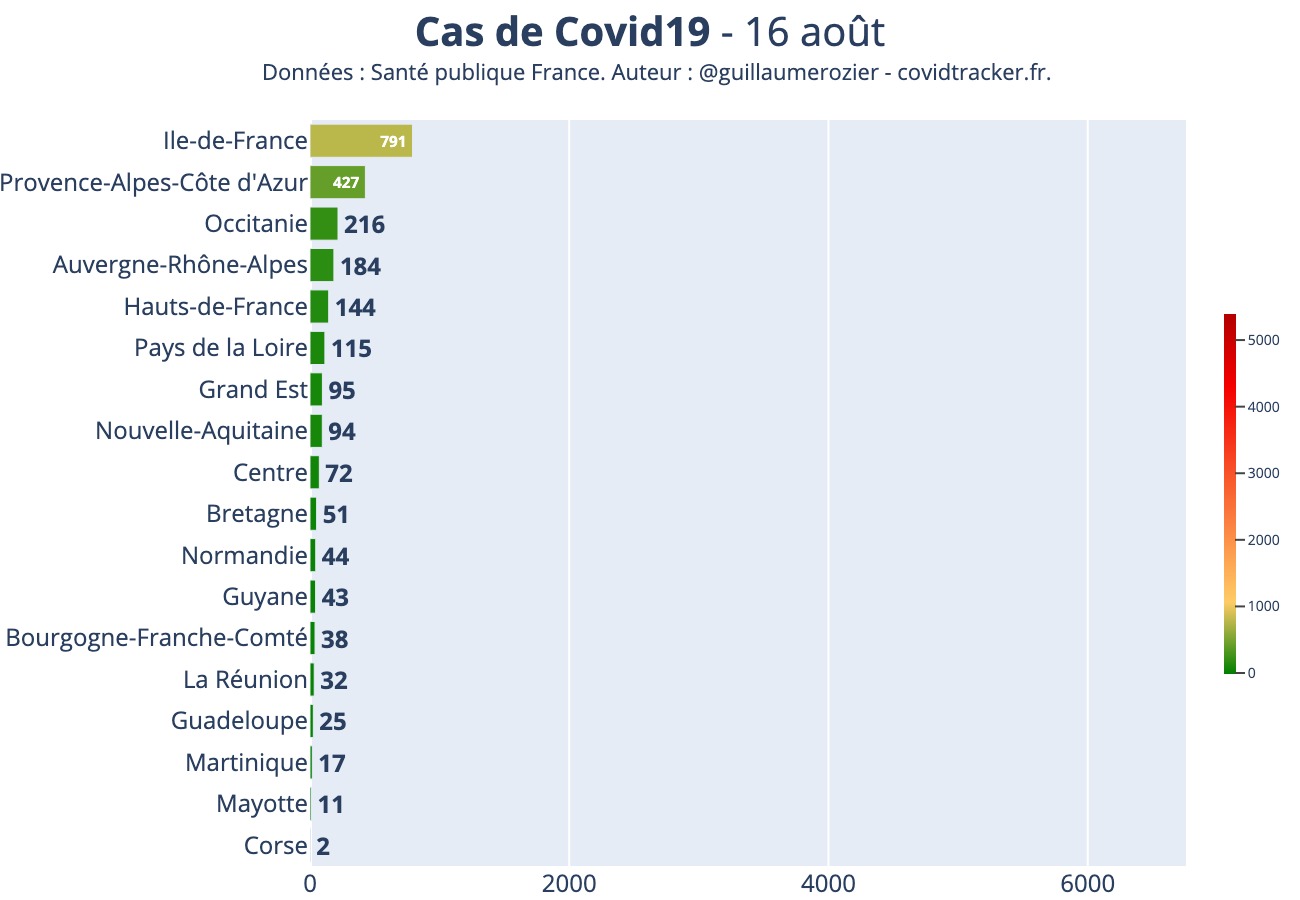 Cas de Covid19 - 16 août
Données : Santé publique France. Auteur : @guillaumerozier - covidtracker.fr.
Ile-de-France 791
Provence-Alpes-Côte d'Azur 427
Occitanie 216
Auvergne-Rhône-Alpes 184
Hauts-de-France 144
Pays de la Loire 115
Grand Est 95
Nouvelle-Aquitaine 94
Centre 72
Bretagne 51
Normandie 44
Guyane 43
Bourgogne-Franche-Comté 38
La Réunion 32
Guadeloupe 25
Martinique 17
Mayotte 11
Corse 2
0 2000 4000 6000
5000
4000
3000
2000
1000
0